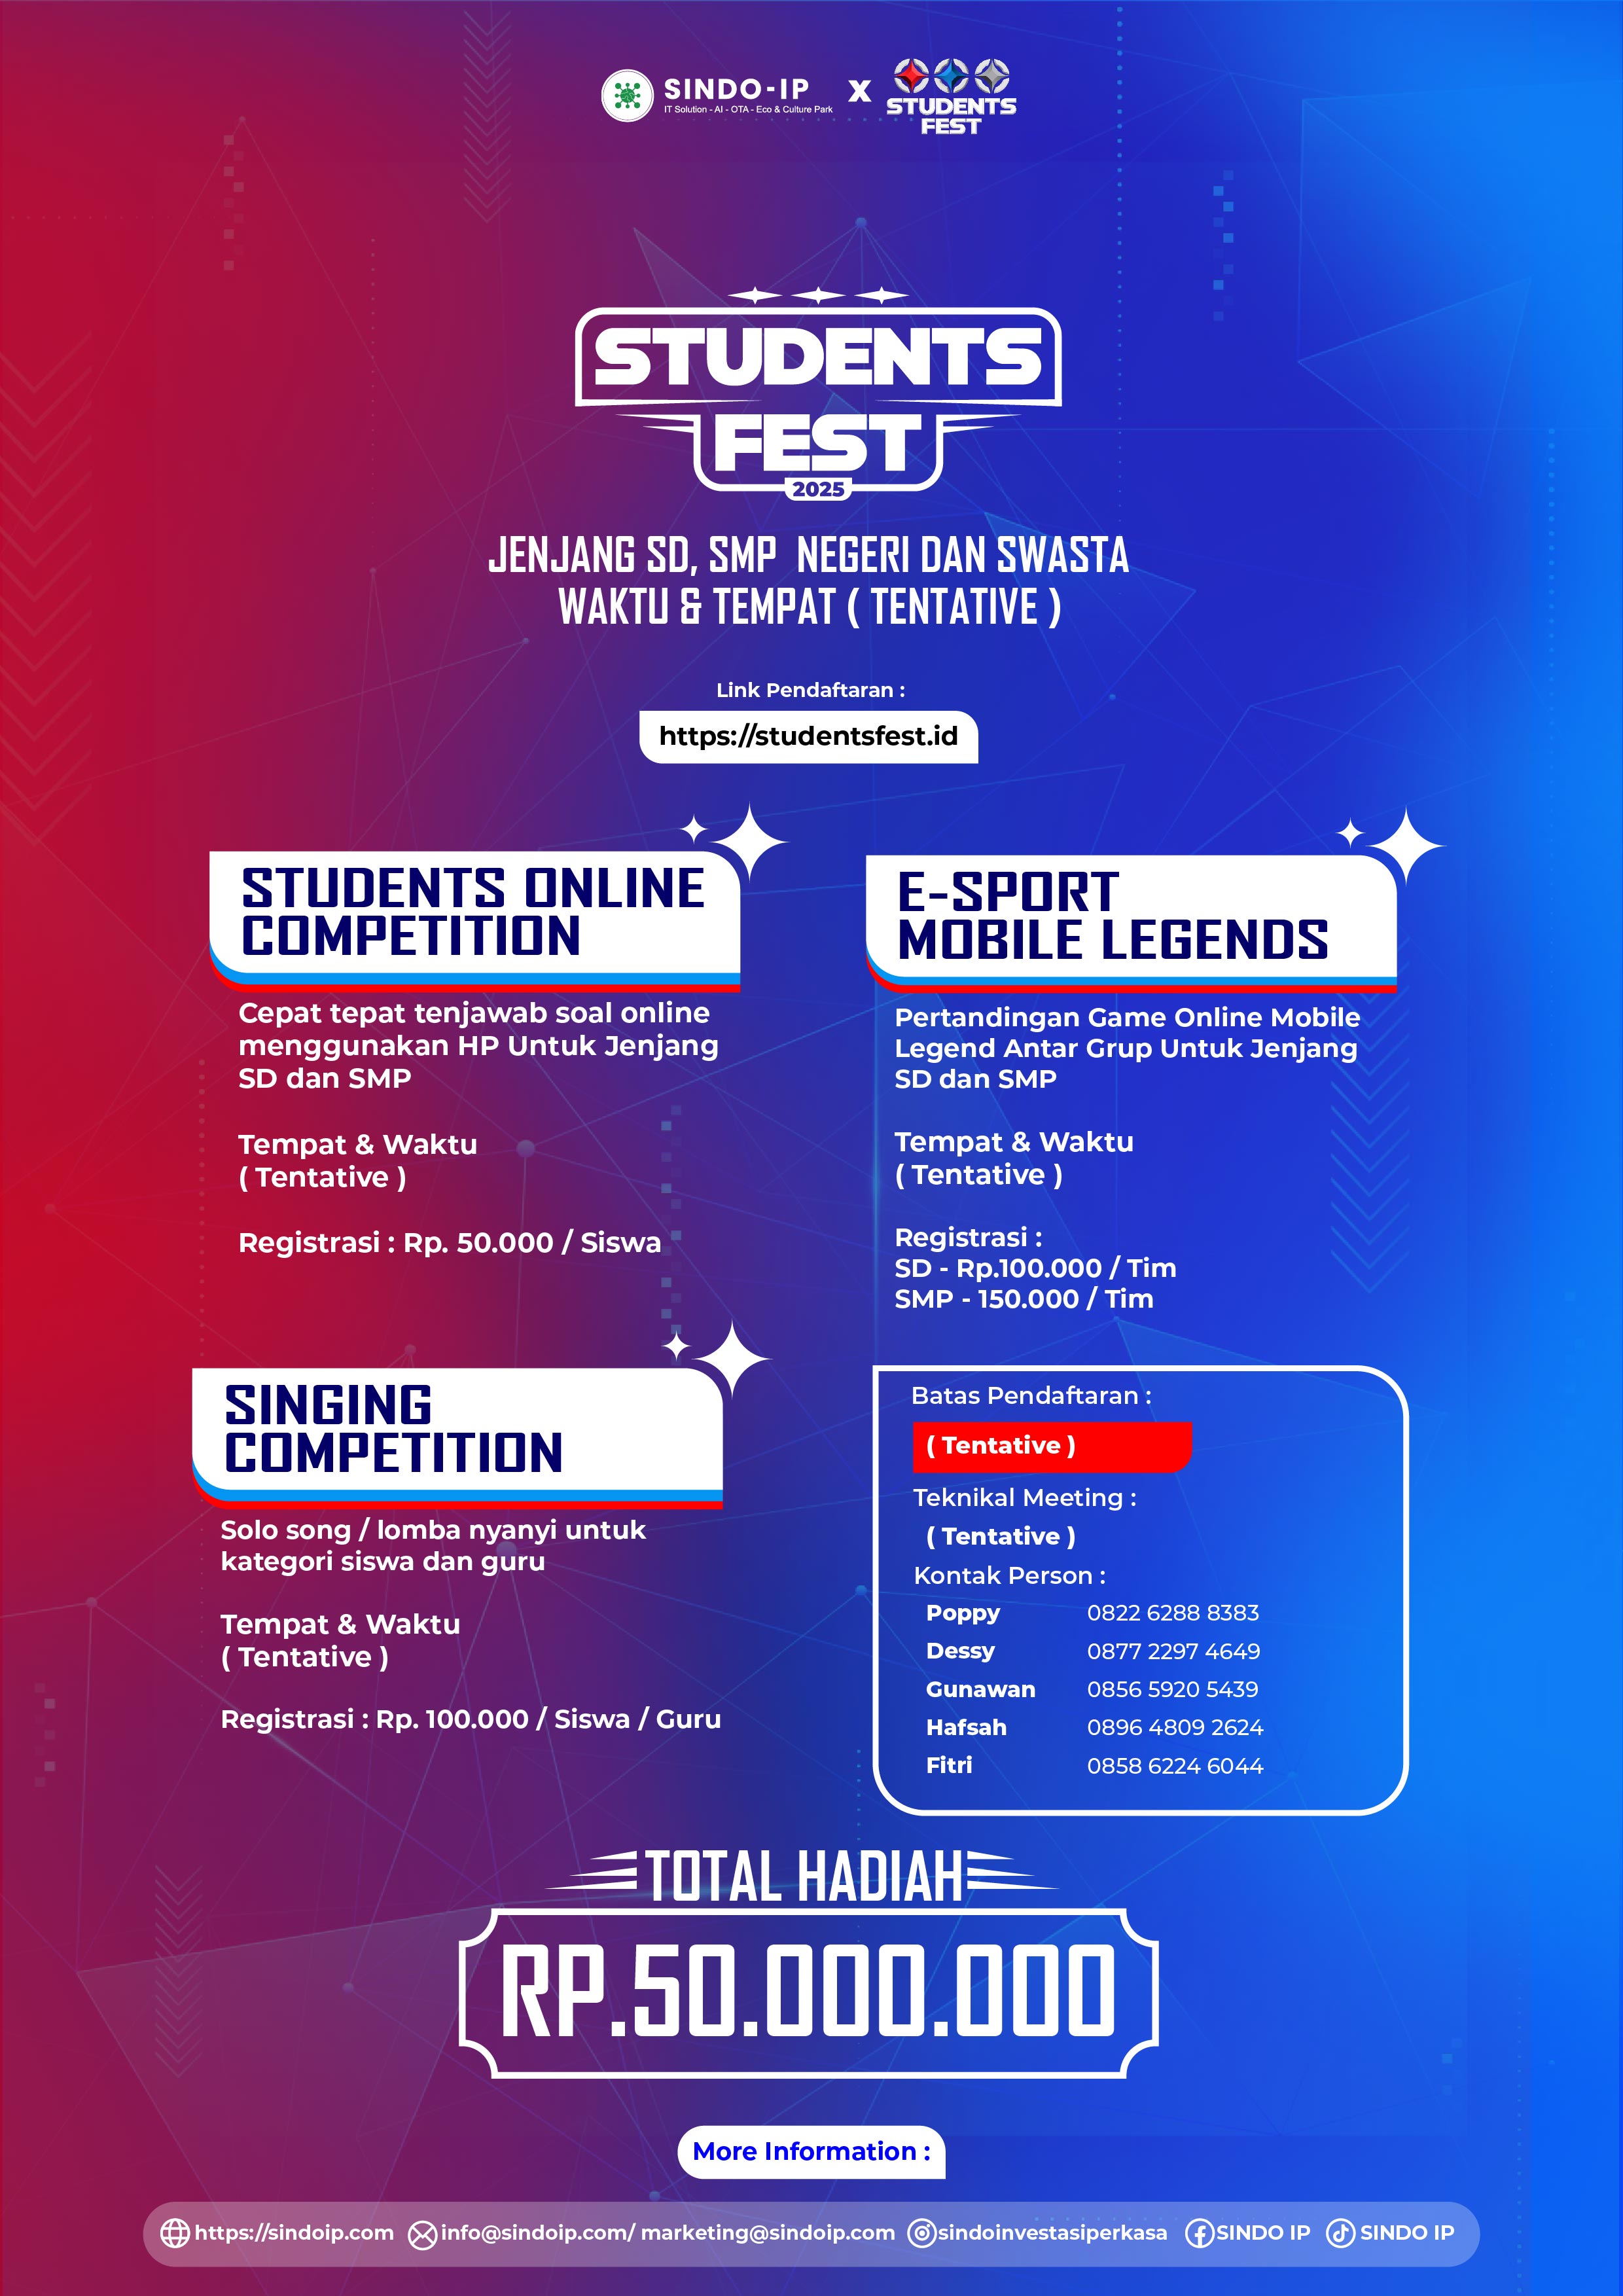 SINDO-IP
IT Solution - AI - OTA - Eco & Culture Park
X
STUDENTS
FEST
STUDENTS
FEST
2025
JENJANG SD, SMP NEGERI DAN SWASTA
WAKTU & TEMPAT ( TENTATIVE )
Link Pendaftaran :
https://studentsfest.id
STUDENTS ONLINE
COMPETITION
Cepat tepat tenjawab soal online
menggunakan HP Untuk Jenjang
SD dan SMP
Tempat & Waktu
( Tentative )
Registrasi : Rp. 50.000 / Siswa
E-SPORT
MOBILE LEGENDS
Pertandingan Game Online Mobile
Legend Antar Grup Untuk Jenjang
SD dan SMP
Tempat & Waktu
( Tentative )
Registrasi :
SD - Rp.100.000 / Tim
SMP - 150.000 / Tim
SINGING
COMPETITION
Solo song / lomba nyanyi untuk
kategori siswa dan guru
Tempat & Waktu
( Tentative )
Registrasi : Rp. 100.000 / Siswa / Guru
Batas Pendaftaran :
( Tentative )
Teknikal Meeting :
( Tentative )
Kontak Person :
Poppy 0822 6288 8383
Dessy 0877 2297 4649
Gunawan 0856 5920 5439
Hafsah 0896 4809 2624
Fitri 0858 6224 6044
TOTAL HADIAH
RP.50.000.000
More Information :
https://sindoip.com info@sindoip.com/ marketing@sindoip.com sindoinvestasiperkasa SINDO IP SINDO IP